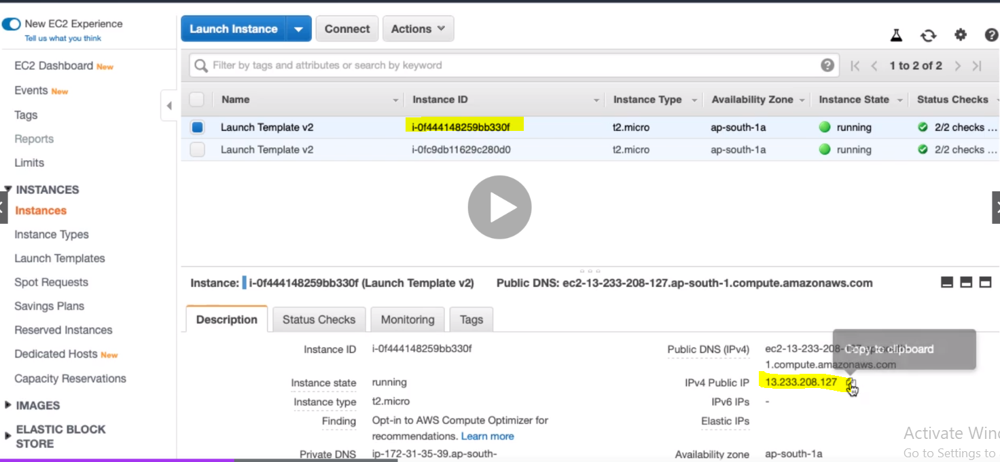 New EC2 Experience
Tell us what you think
EC2 Dashboard New
Events New
Tags
Reports
Limits
INSTANCES
Instances
Instance Types
Launch Templates
Spot Requests
Savings Plans
Reserved Instances
Dedicated Hosts New
Capacity Reservations
IMAGES
ELASTIC BLOCK
STORE
Launch Instance Connect Actions
Filter by tags and attributes or search by keyword 1 to 2 of 2
Name Instance ID Instance Type Availability Zone Instance State Status Checks
Launch Template v2 i-0f444148259bb330f t2.micro ap-south-1a running 2/2 checks ...
Launch Template v2 i-0fc9db11629c280d0 t2.micro ap-south-1a running 2/2 checks ...
Instance: i-0f444148259bb330f (Launch Template v2) Public DNS: ec2-13-233-208-127.ap-south-1.compute.amazonaws.com
Description Status Checks Monitoring Tags
Instance ID i-0f444148259bb330f
Instance state running
Instance type t2.micro
Finding Opt-in to AWS Compute Optimizer for
recommendations. Learn more
Private DNS ip-172-31-35-39.ap-south-
Public DNS (IPv4) ec2-13-233-208-
1.compute.amazonaws.com
Copy to clipboard
IPv4 Public IP 13.233.208.127
IPv6 IPs -
Elastic IPs
Availability zone ap-south-1a
Activate Win
Go to Settings to